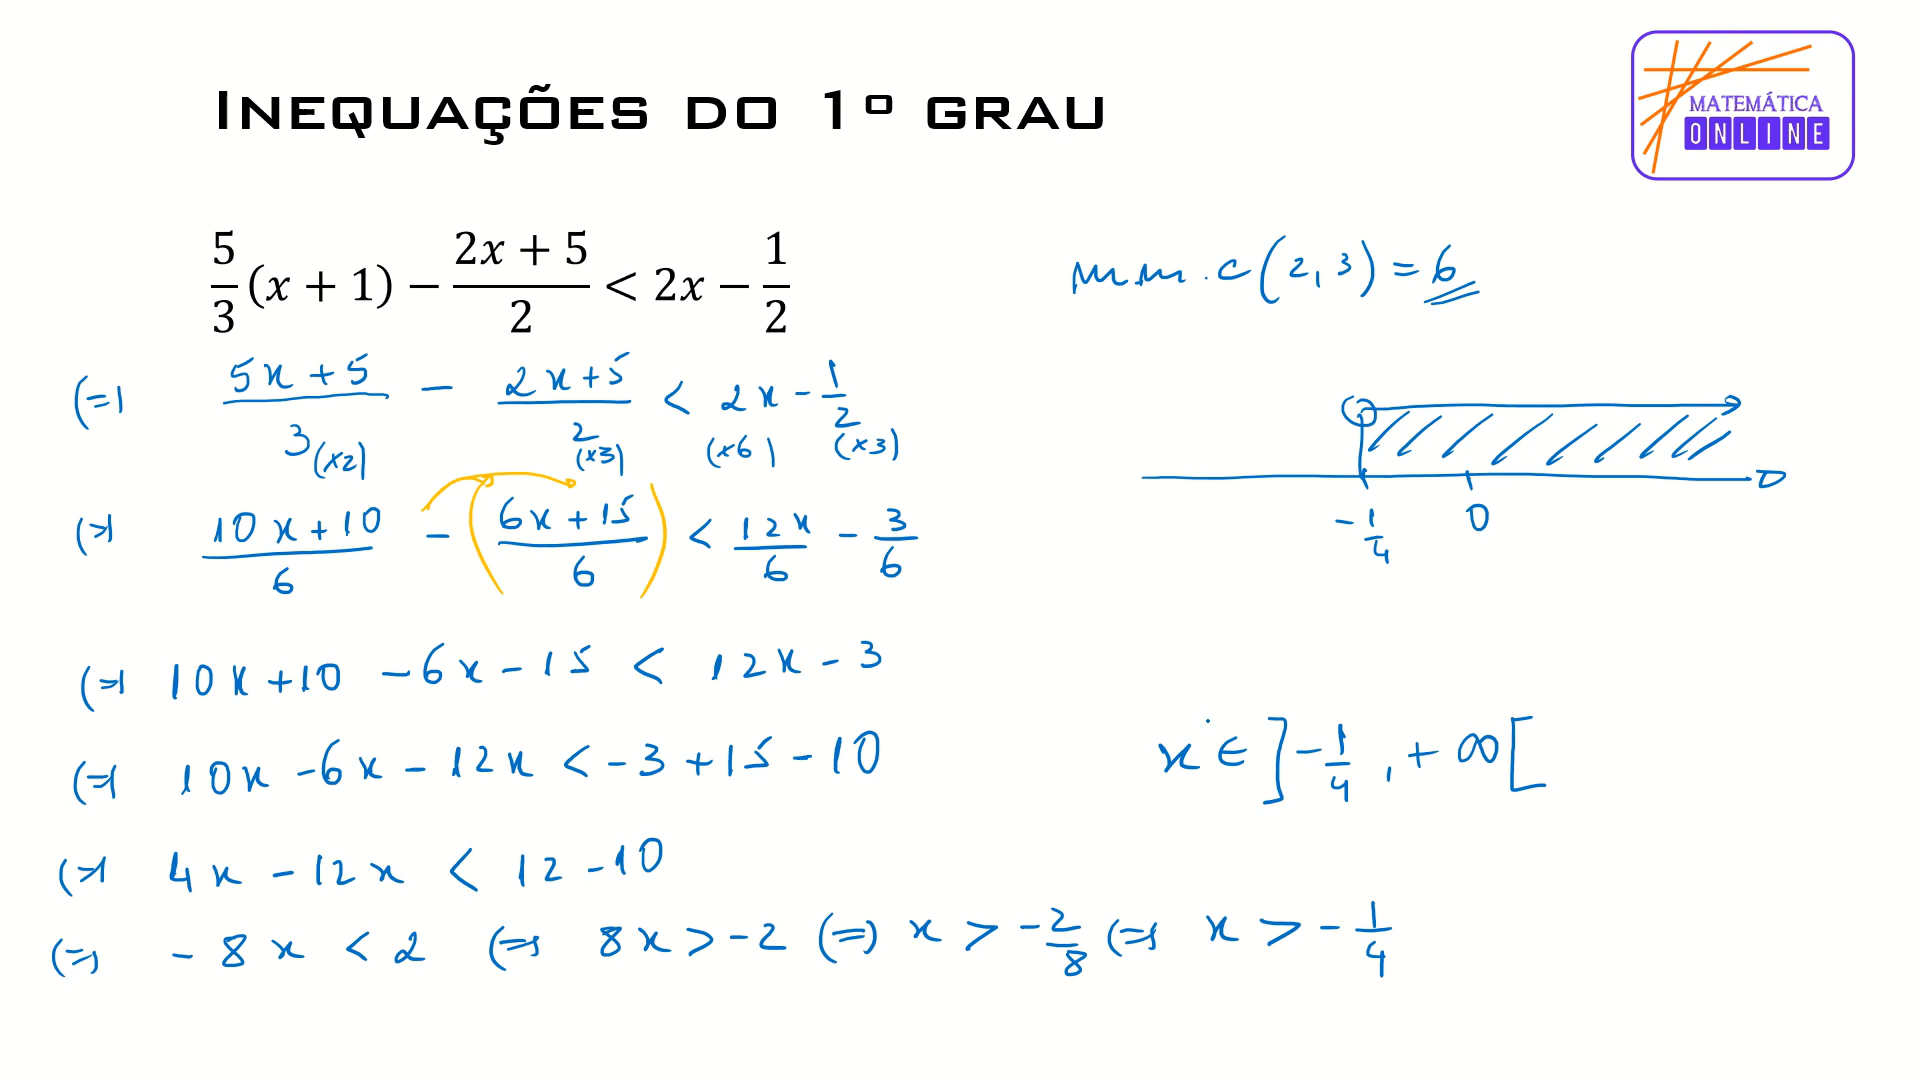 INEQUAÇÕES DO 1º GRAU
MATEMÁTICA
ONLINE
5/3 (x + 1) − (2x + 5)/2 < 2x − 1/2
m.m.c(2,3) = 6
(=) (5x+5)/3 (×2) − (2x+5)/2 (×3) < 2x (×6) − 1/2 (×3)
(=) (10x+10)/6 − ((6x+15)/6) < 12x/6 − 3/6
−1/4 0
(=) 10x+10 −6x−15 < 12x−3
(=) 10x −6x −12x < −3 +15 −10
x ∈ ]−1/4, +∞[
(=) 4x −12x < 12 −10
(=) −8x < 2 (=) 8x > −2 (=) x > −2/8 (=) x > −1/4